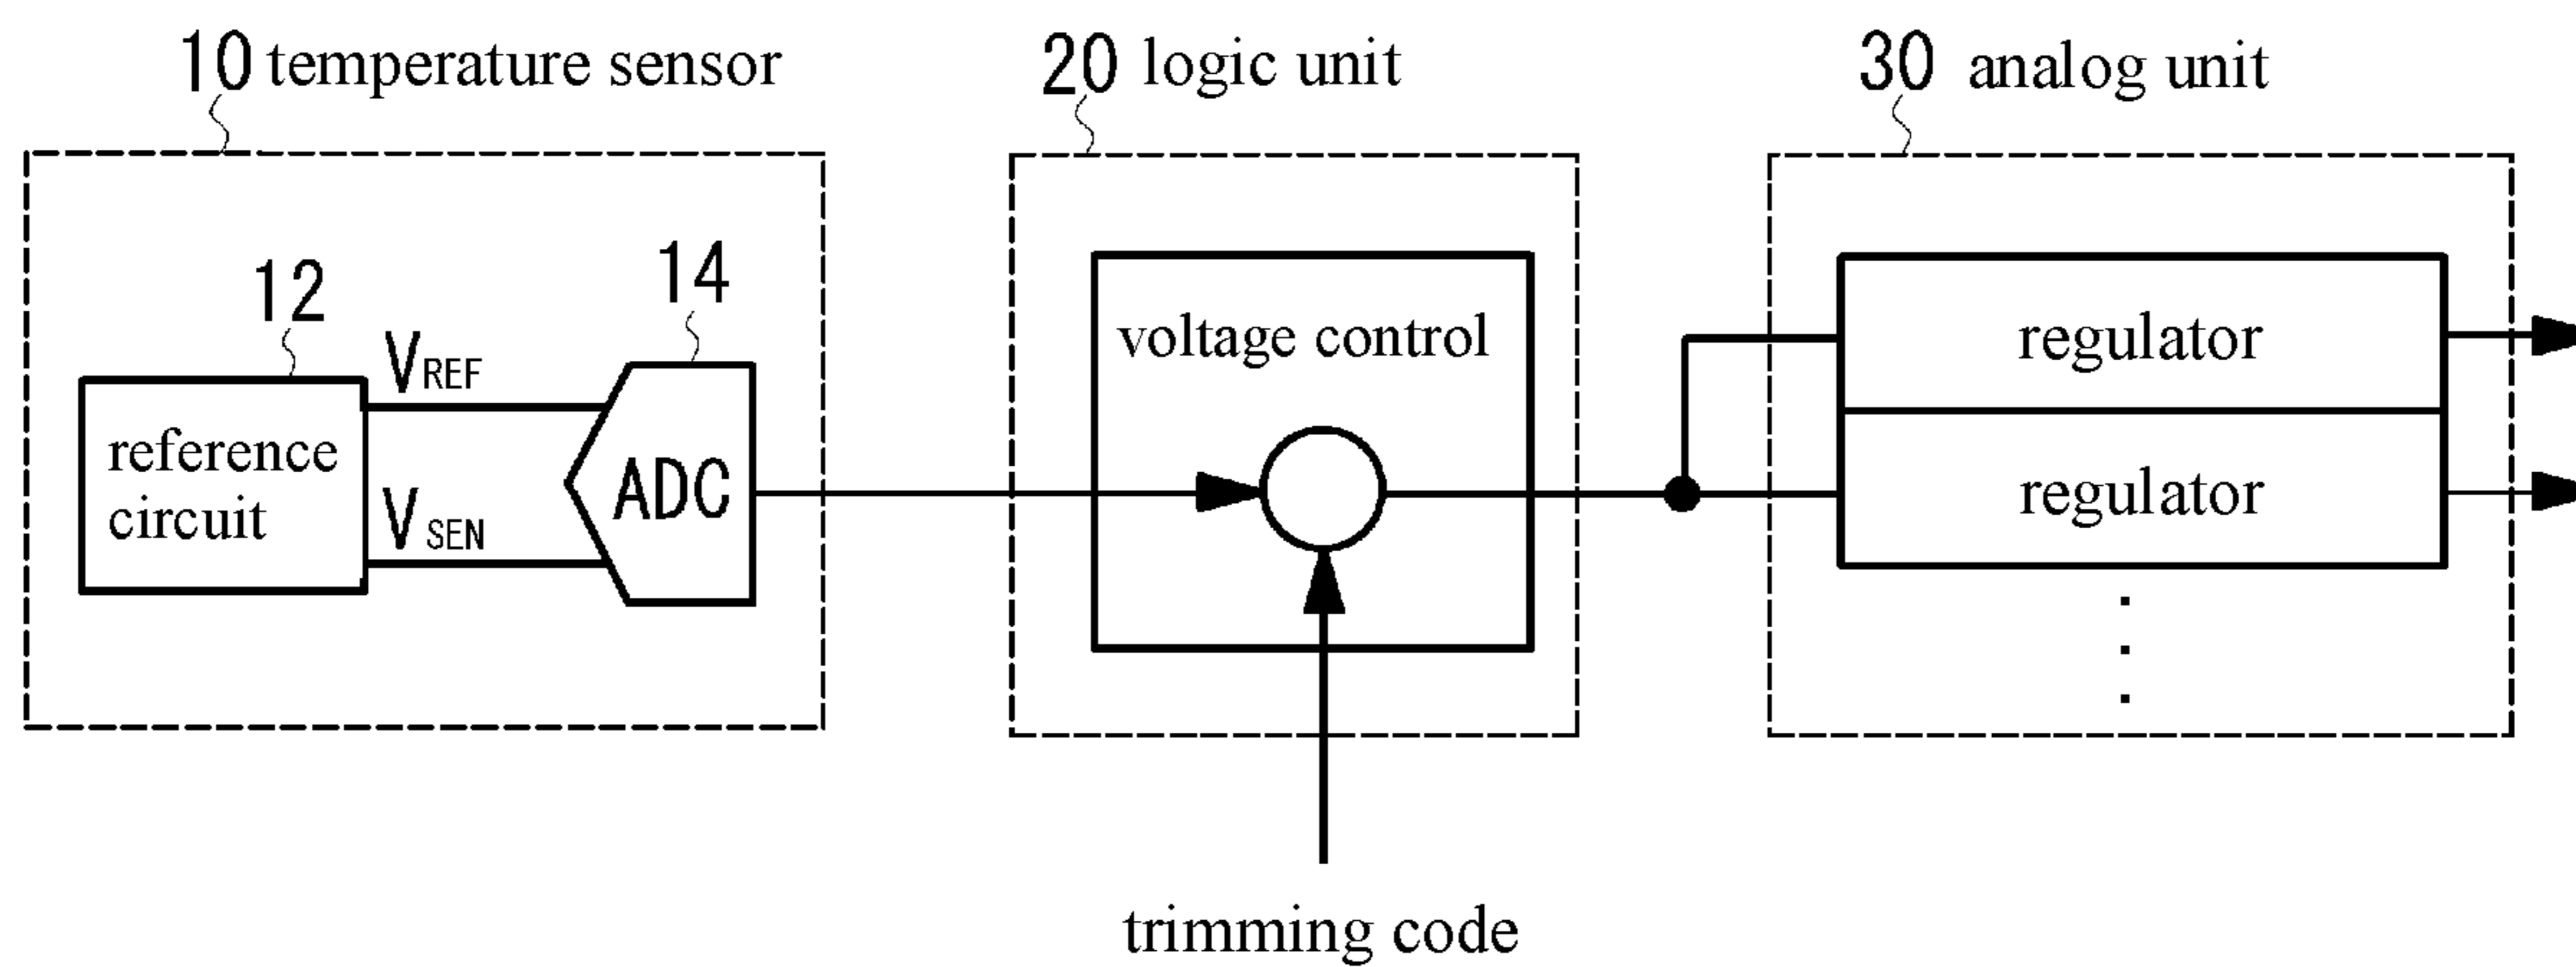 10 temperature sensor
20 logic unit
30 analog unit
12
14
VREF
reference
circuit
VSEN
ADC
voltage control
regulator
regulator
trimming code